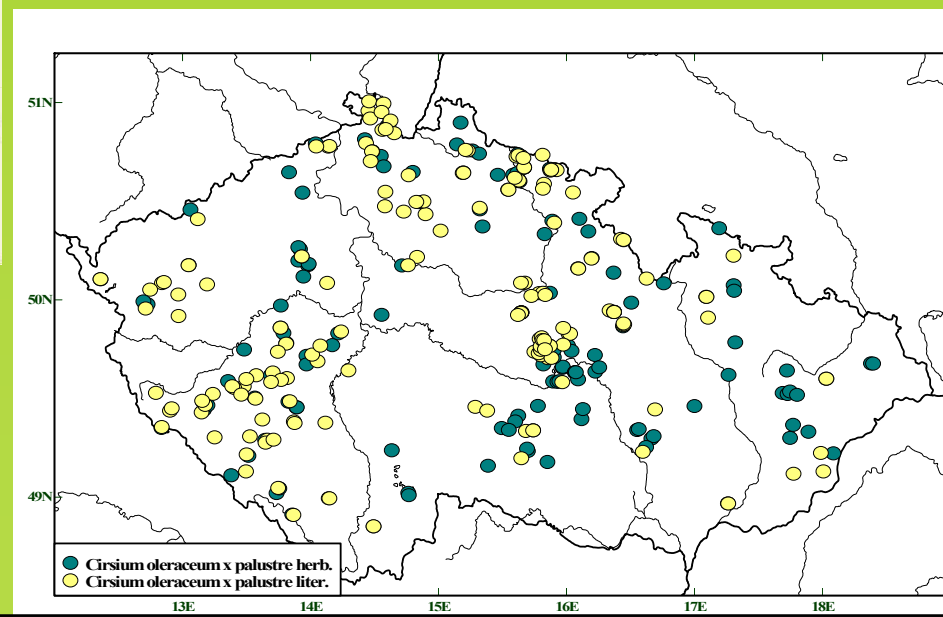 51N
50N
49N
Cirsium oleraceum x palustre herb.
Cirsium oleraceum x palustre liter.
13E 14E 15E 16E 17E 18E